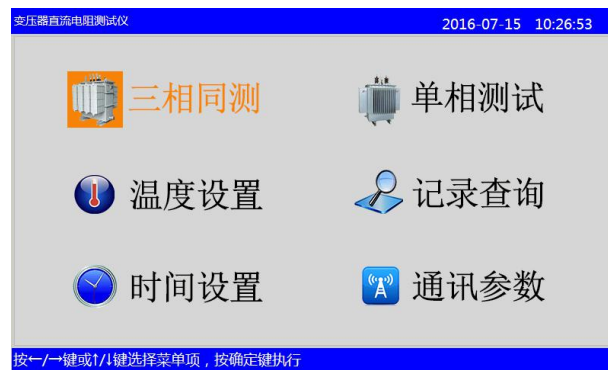 变压器直流电阻测试仪 2016-07-15 10:26:53
三相同测 单相测试
温度设置 记录查询
时间设置 通讯参数
按←/→键或↑/↓键选择菜单项，按确定键执行